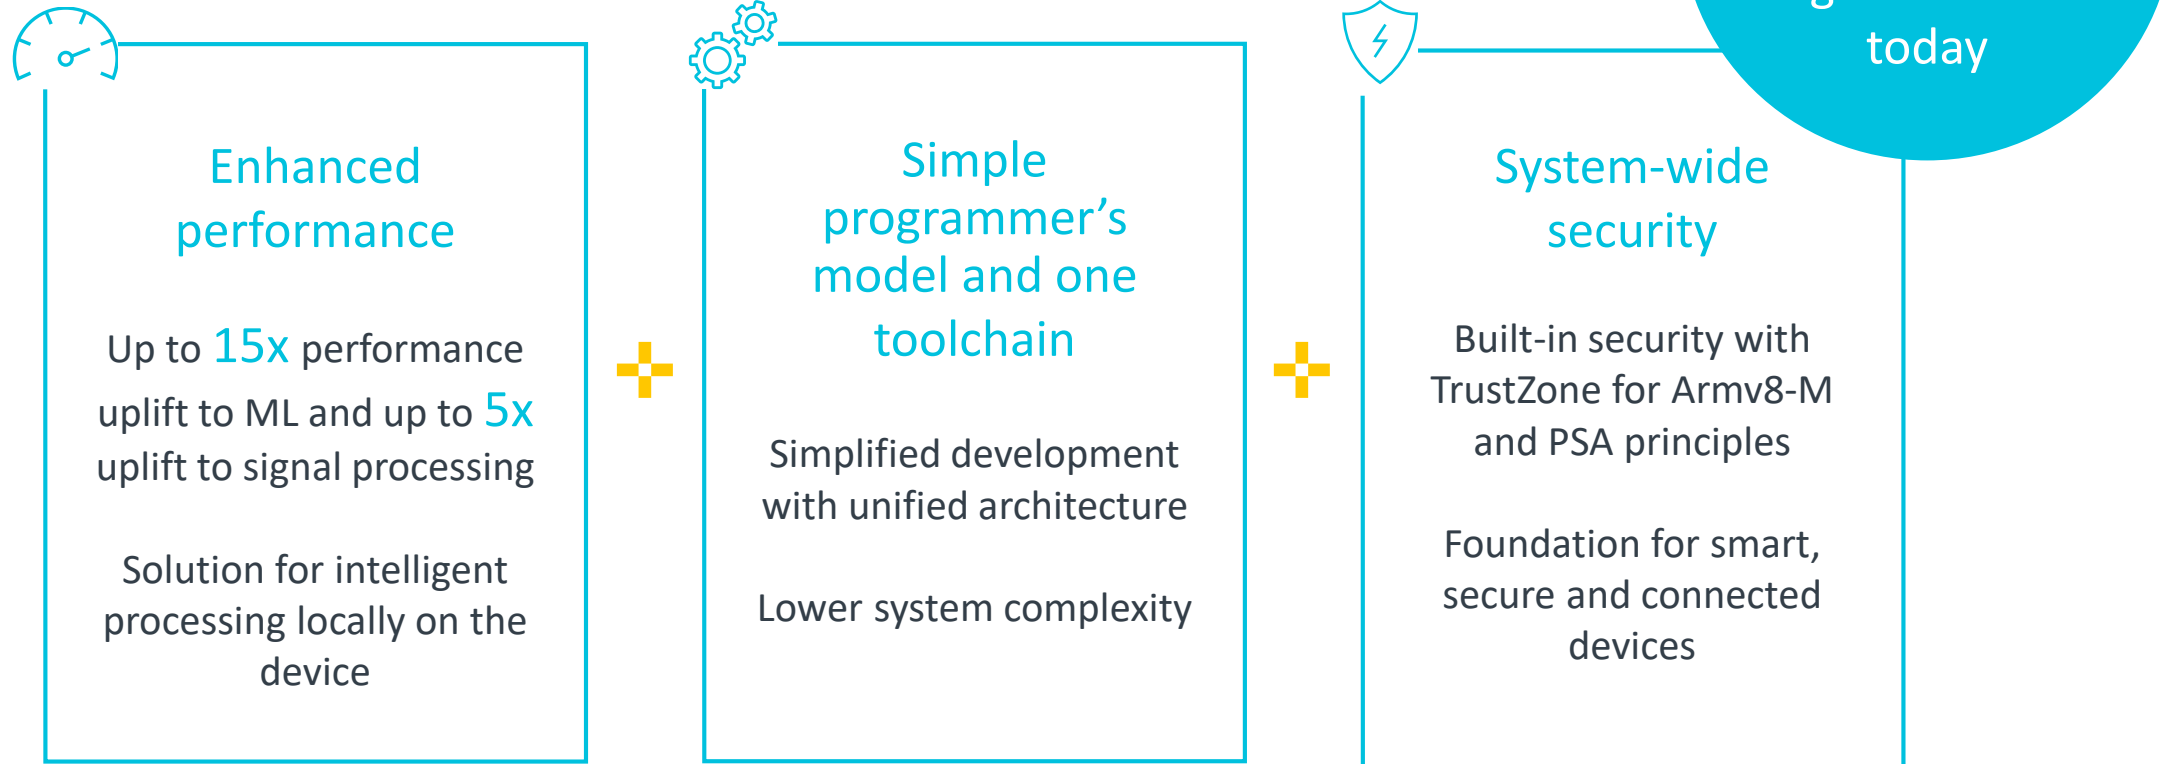 today
Enhanced
performance
Up to 15x performance
uplift to ML and up to 5x
uplift to signal processing
Solution for intelligent
processing locally on the
device
Simple
programmer’s
model and one
toolchain
Simplified development
with unified architecture
Lower system complexity
System-wide
security
Built-in security with
TrustZone for Armv8-M
and PSA principles
Foundation for smart,
secure and connected
devices